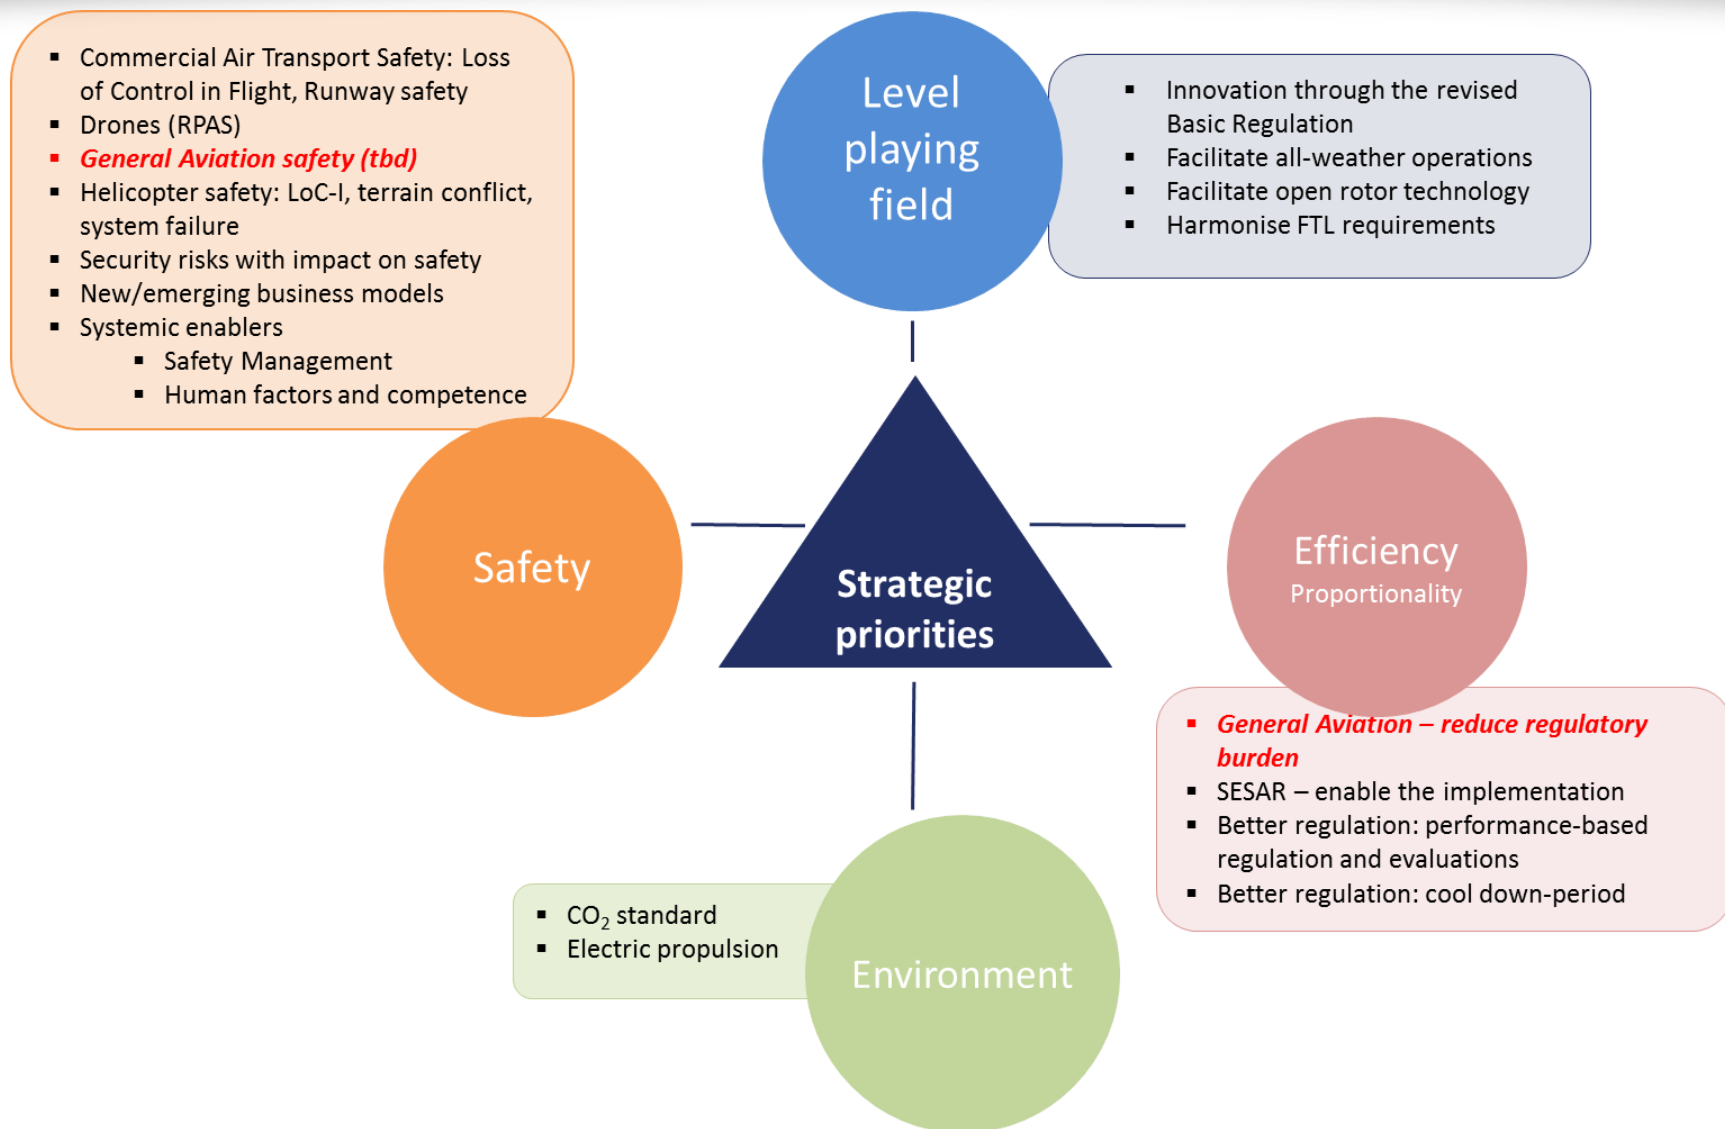 ▪ Commercial Air Transport Safety: Loss
of Control in Flight, Runway safety
▪ Drones (RPAS)
▪ General Aviation safety (tbd)
▪ Helicopter safety: LoC-I, terrain conflict,
system failure
▪ Security risks with impact on safety
▪ New/emerging business models
▪ Systemic enablers
▪ Safety Management
▪ Human factors and competence
Level
playing
field
▪ Innovation through the revised
Basic Regulation
▪ Facilitate all-weather operations
▪ Facilitate open rotor technology
▪ Harmonise FTL requirements
Safety
Strategic
priorities
Efficiency
Proportionality
▪ General Aviation – reduce regulatory
burden
▪ SESAR – enable the implementation
▪ Better regulation: performance-based
regulation and evaluations
▪ Better regulation: cool down-period
▪ CO₂ standard
▪ Electric propulsion
Environment